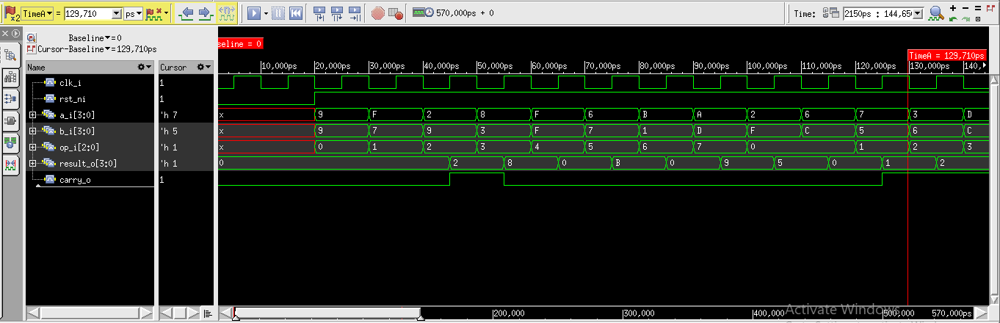 x2 TimeA = 129,710 ps 570,000ps + 0 Time: 2150ps : 144,65
Baseline = 0
Cursor-Baseline = 129,710ps
seline = 0
TimeA = 129,710ps
Name Cursor 10,000ps 20,000ps 30,000ps 40,000ps 50,000ps 60,000ps 70,000ps 80,000ps 90,000ps 100,000ps 110,000ps 120,000ps 130,000ps 140,
clk_i 1
rst_ni 1
a_i[3:0] 'h 7 x 9 F 2 8 F 6 B A 2 6 7 3 D
b_i[3:0] 'h 5 x 9 7 9 3 F 7 1 D F C 5 6 C
op_i[2:0] 'h 1 x 0 1 2 3 4 5 6 7 0 1 2 3
result_o[3:0] 'h 1 0 2 8 0 B 0 9 5 0 1 2
carry_o 1
Activate Windows
200,000 300,000 400,000 500,000 570,000ps